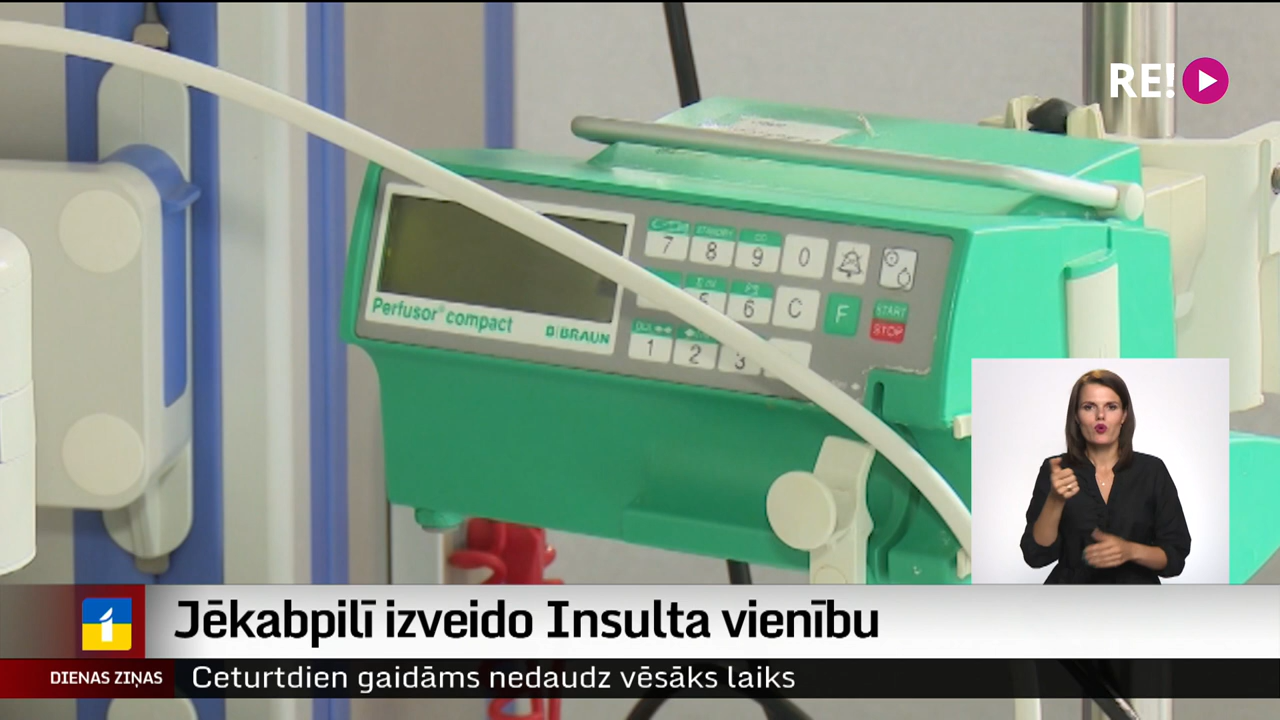 RE!
7 8 9 0
5 6 C F START
STOP
1 2 3
Perfusor® compact
B|BRAUN
1
Jēkabpilī izveido Insulta vienību
DIENAS ZIŅAS
Ceturtdien gaidāms nedaudz vēsāks laiks